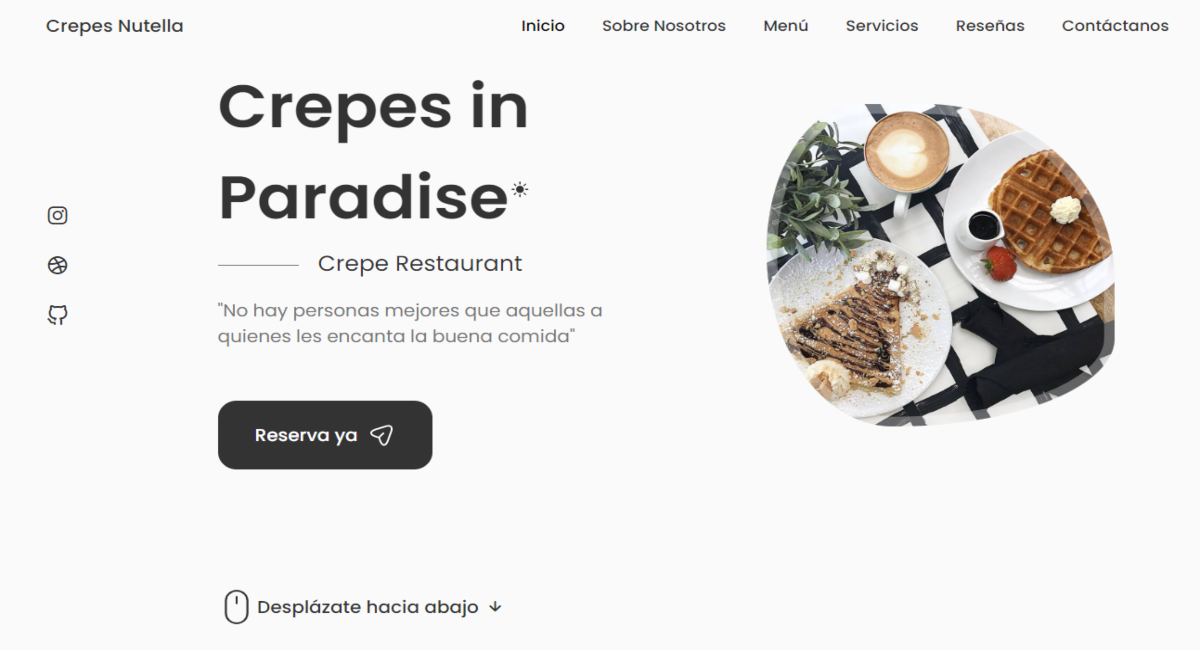 Crepes Nutella
Inicio
Sobre Nosotros
Menú
Servicios
Reseñas
Contáctanos
Crepes in
Paradise
Crepe Restaurant
"No hay personas mejores que aquellas a
quienes les encanta la buena comida"
Reserva ya
Desplázate hacia abajo